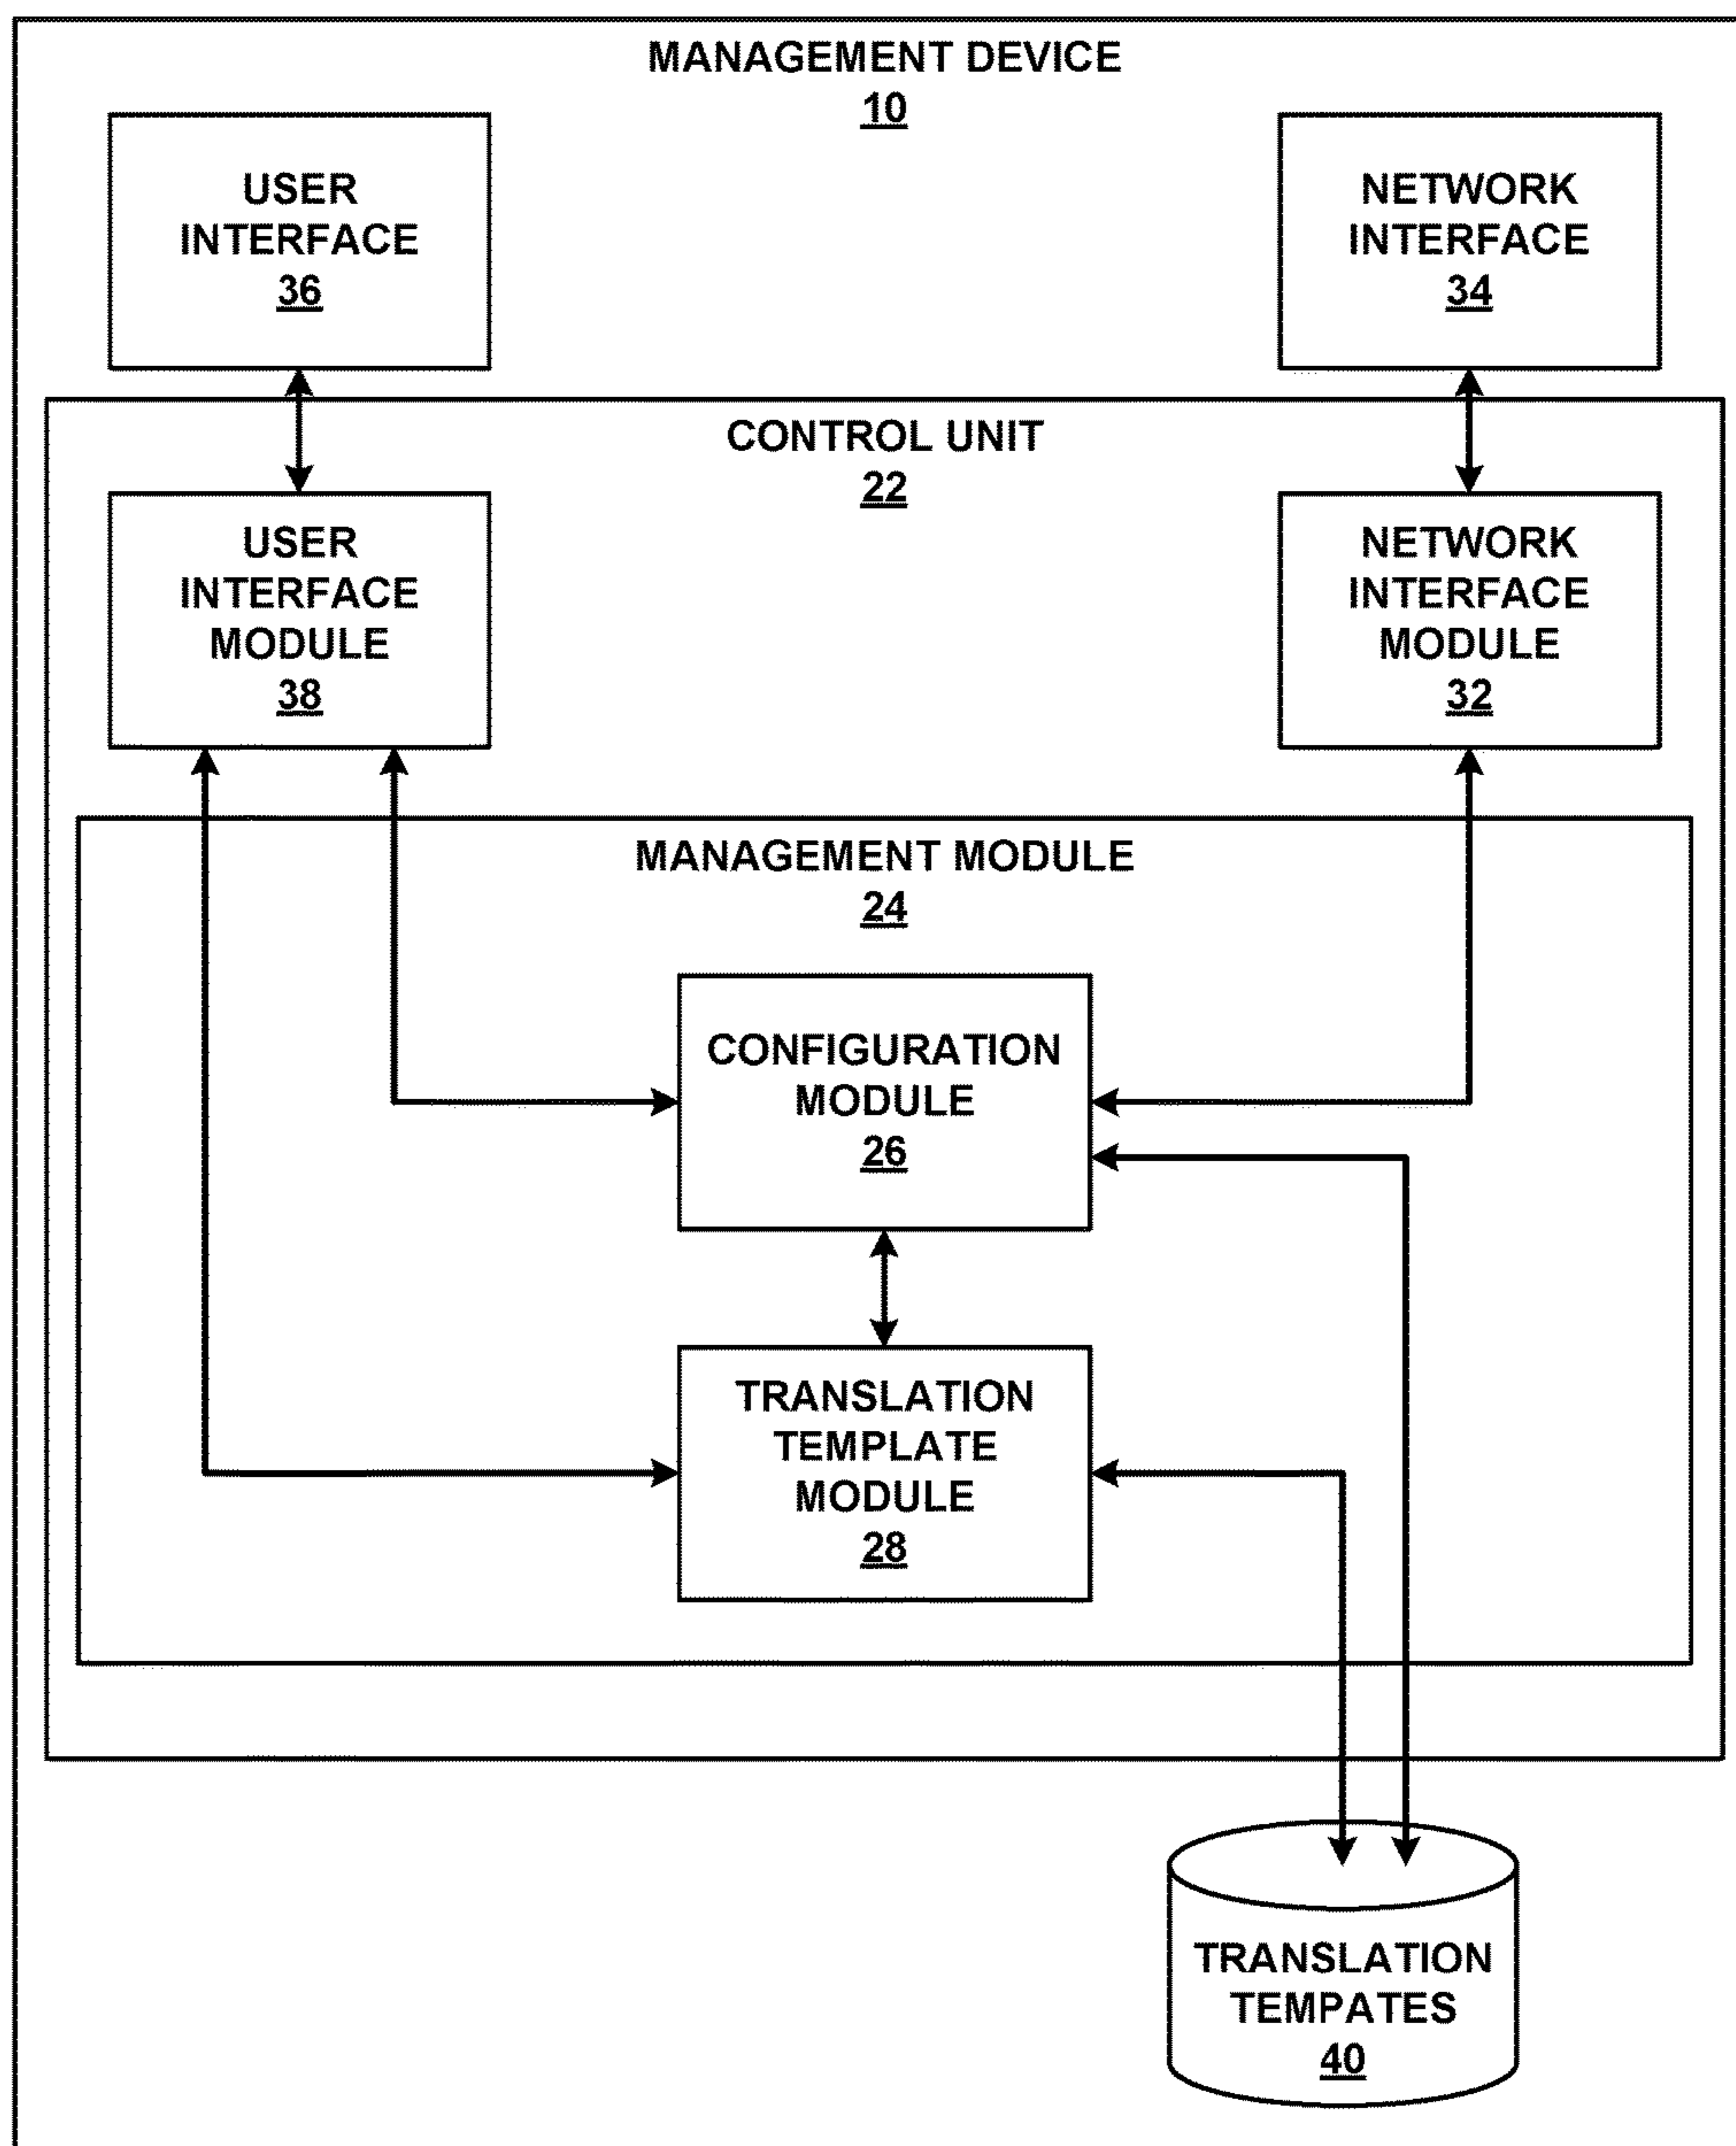 MANAGEMENT DEVICE
10
USER
INTERFACE
36
NETWORK
INTERFACE
34
CONTROL UNIT
22
USER
INTERFACE
MODULE
38
NETWORK
INTERFACE
MODULE
32
MANAGEMENT MODULE
24
CONFIGURATION
MODULE
26
TRANSLATION
TEMPLATE
MODULE
28
TRANSLATION
TEMPATES
40